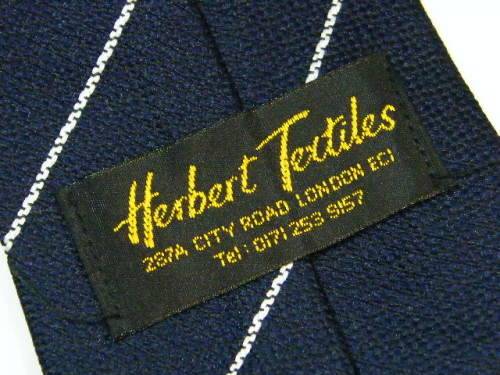 Herbert Textiles
287A CITY ROAD LONDON EC1
Tel: 0171 253 9157